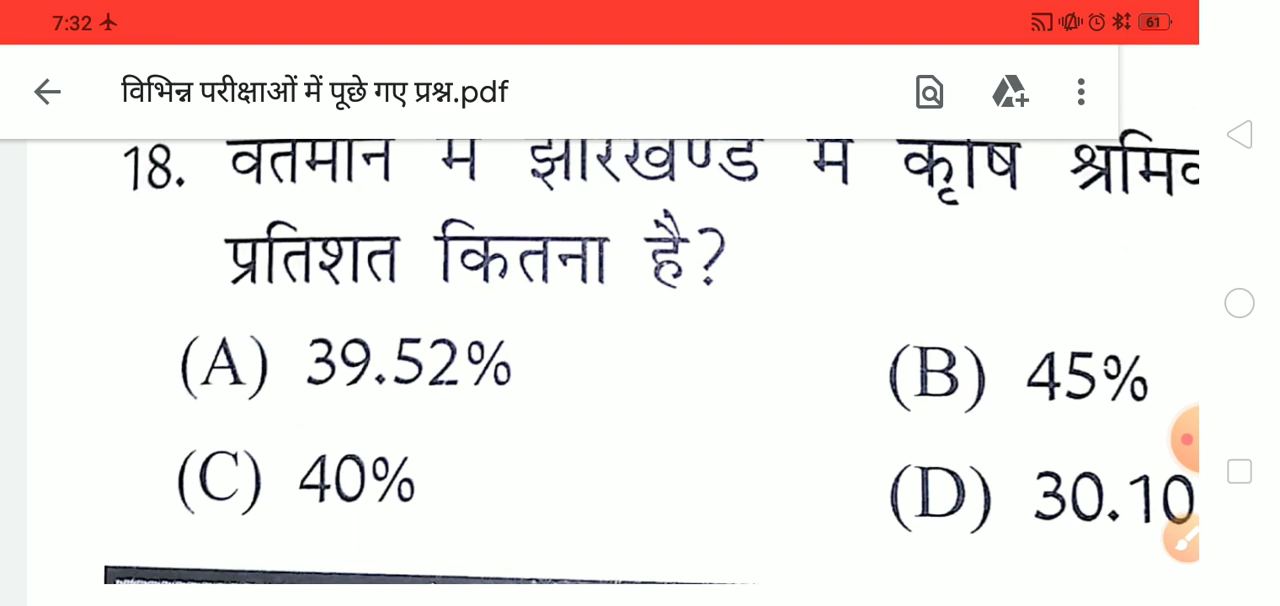 7:32
61
विभिन्न परीक्षाओं में पूछे गए प्रश्न.pdf
18. वर्तमान में झारखण्ड में कृषि
प्रतिशत कितना है?
(A) 39.52%
(B) 45%
(C) 40%
(D) 30.10